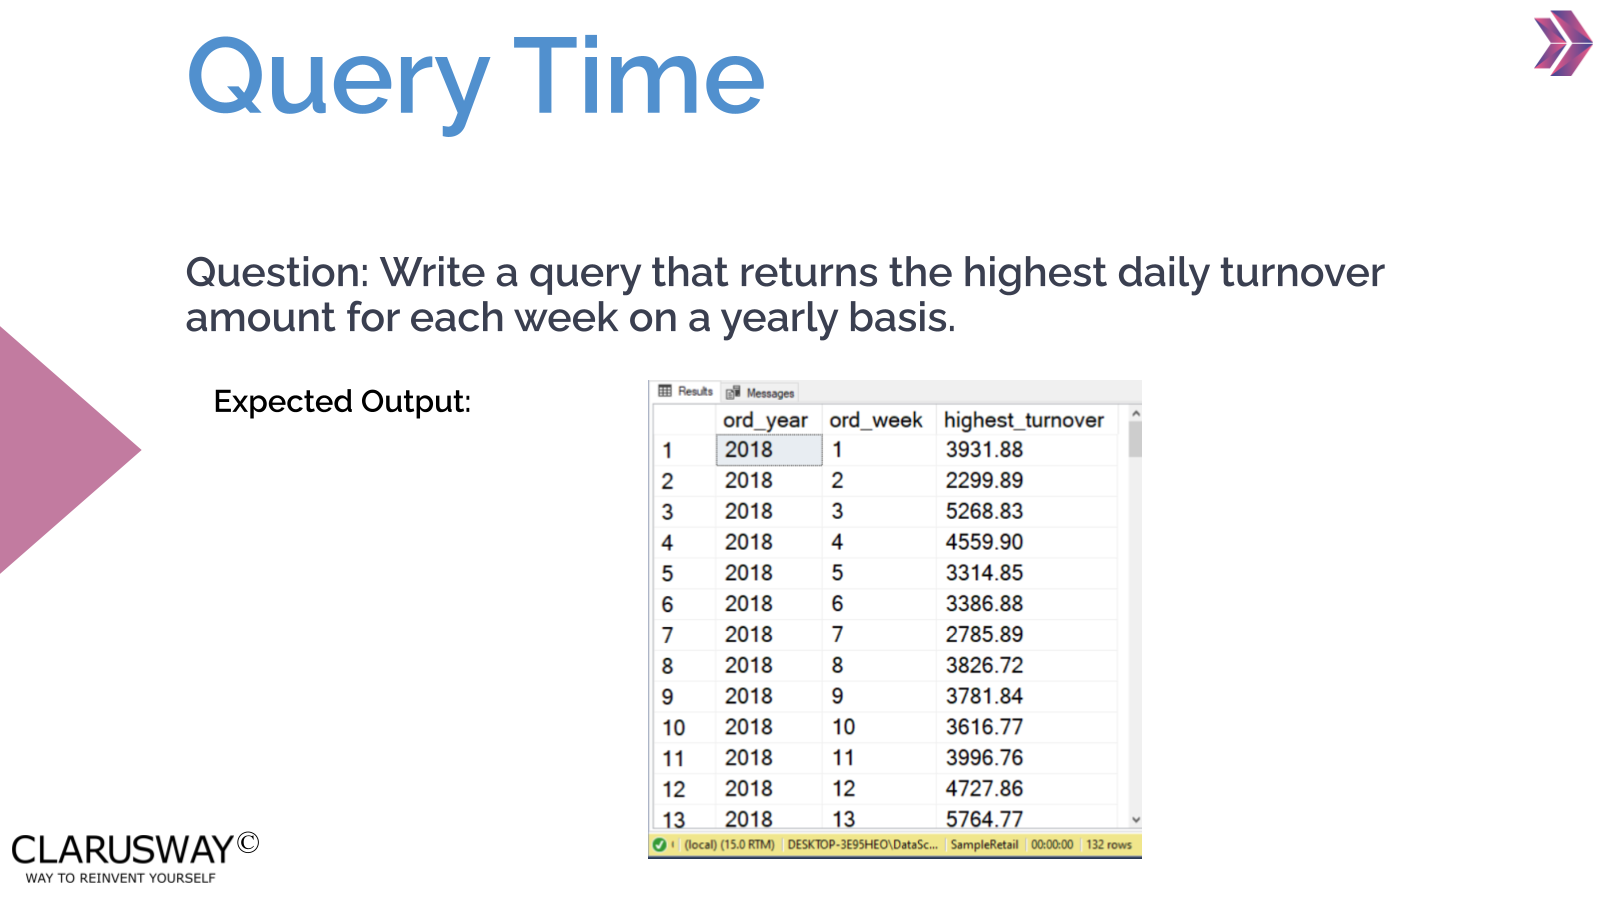 Query Time
Question: Write a query that returns the highest daily turnover
amount for each week on a yearly basis.
Expected Output:
Results Messages
ord_year ord_week highest_turnover
1 2018 1 3931.88
2 2018 2 2299.89
3 2018 3 5268.83
4 2018 4 4559.90
5 2018 5 3314.85
6 2018 6 3386.88
7 2018 7 2785.89
8 2018 8 3826.72
9 2018 9 3781.84
10 2018 10 3616.77
11 2018 11 3996.76
12 2018 12 4727.86
13 2018 13 5764.77
(local) (15.0 RTM) DESKTOP-3E95HEO\DataSc... SampleRetail 00:00:00 132 rows
CLARUSWAY©
WAY TO REINVENT YOURSELF